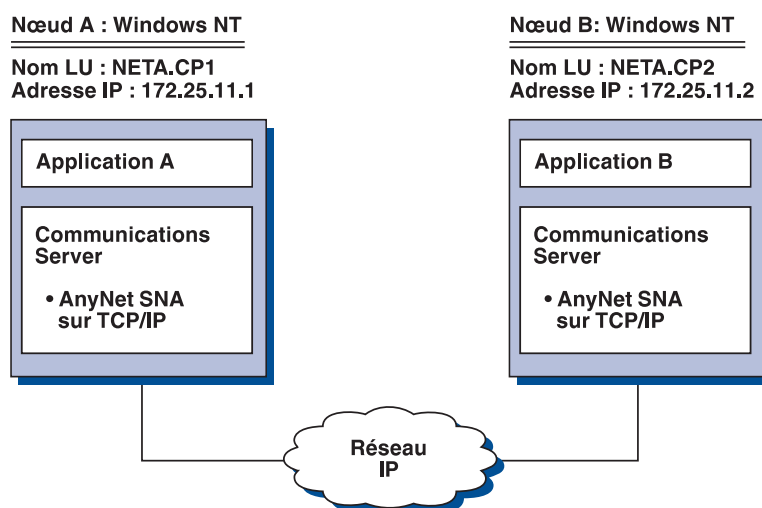 Nœud A : Windows NT
Nom LU : NETA.CP1
Adresse IP : 172.25.11.1
Application A
Communications
Server
• AnyNet SNA
sur TCP/IP
Nœud B: Windows NT
Nom LU : NETA.CP2
Adresse IP : 172.25.11.2
Application B
Communications
Server
• AnyNet SNA
sur TCP/IP
Réseau
IP